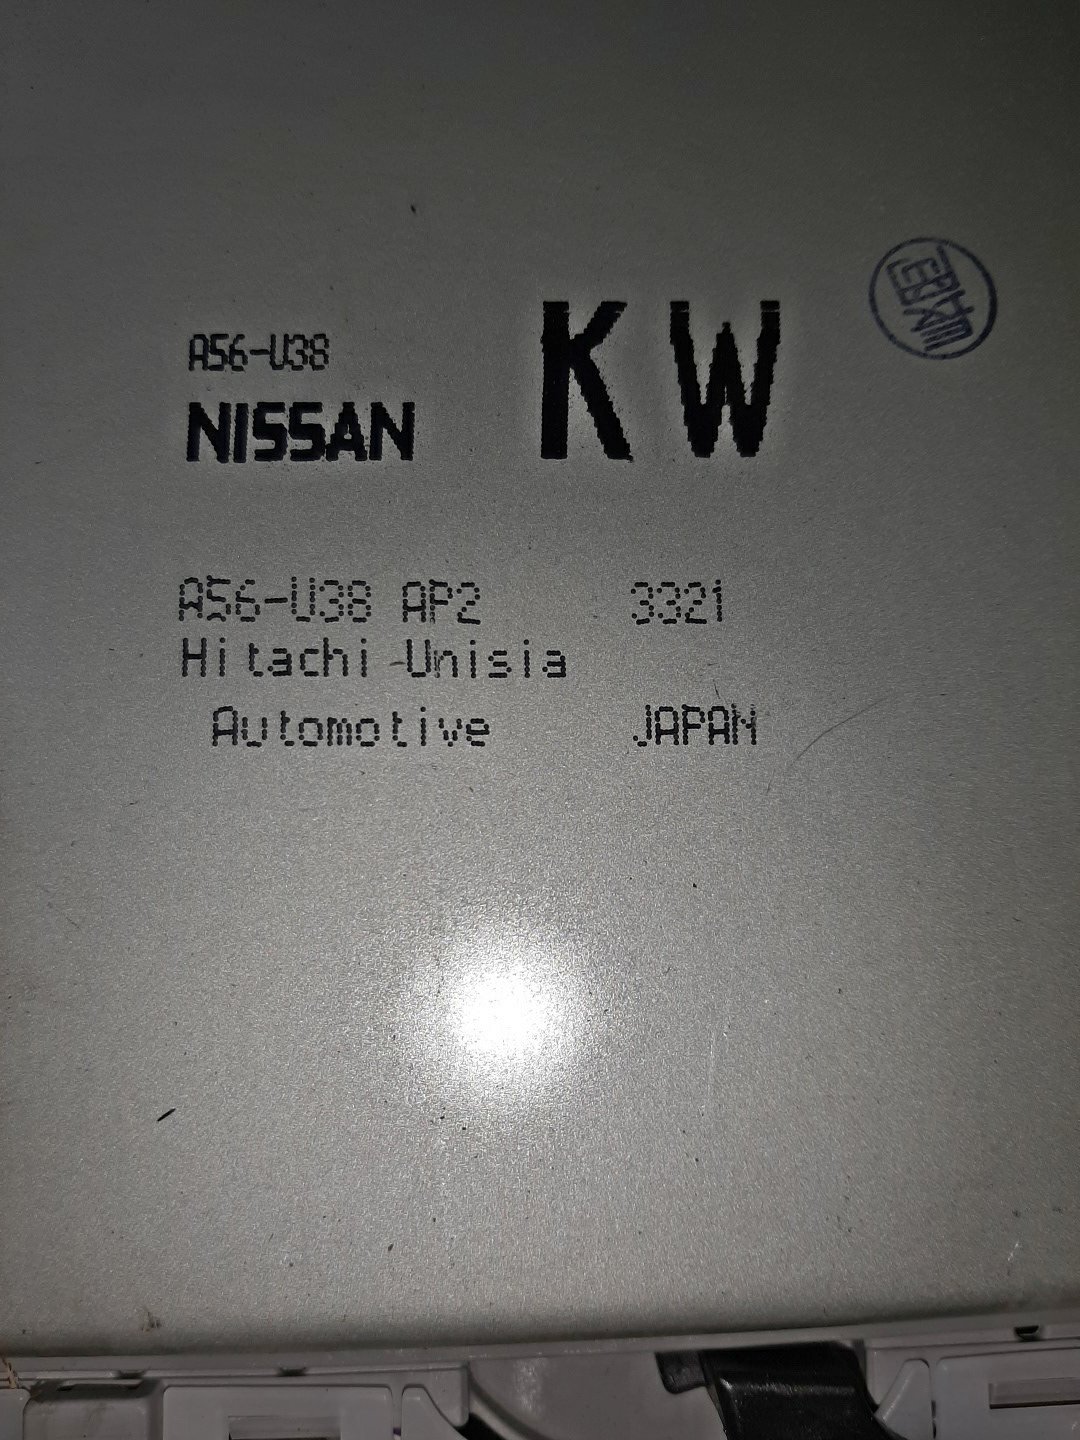 A56-U38
NISSAN
KW
A56-U38 AP2 3321
Hitachi Unisia
Automotive JAPAN